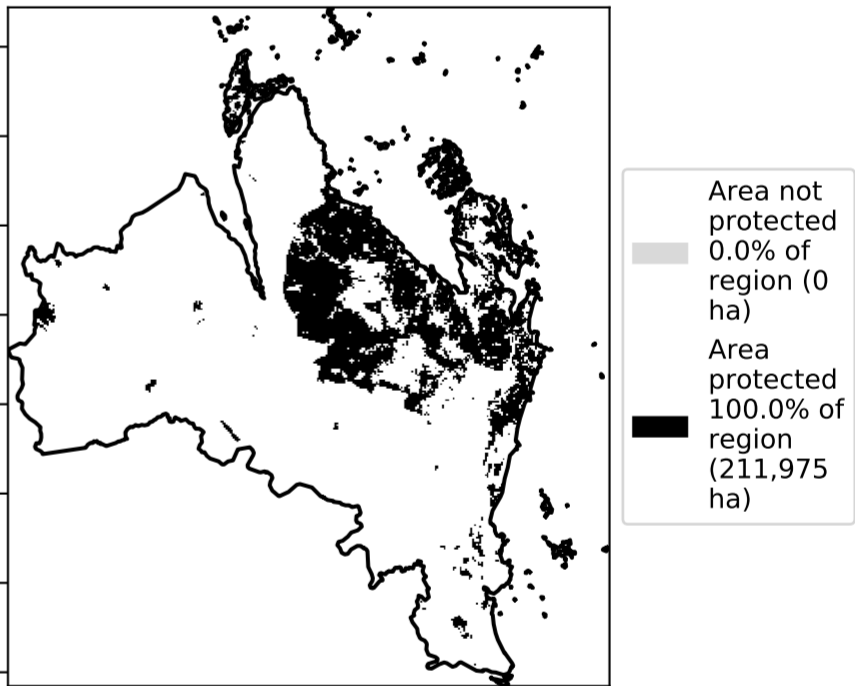 Area not
protected
0.0% of
region (0
ha)
Area
protected
100.0% of
region
(211,975
ha)